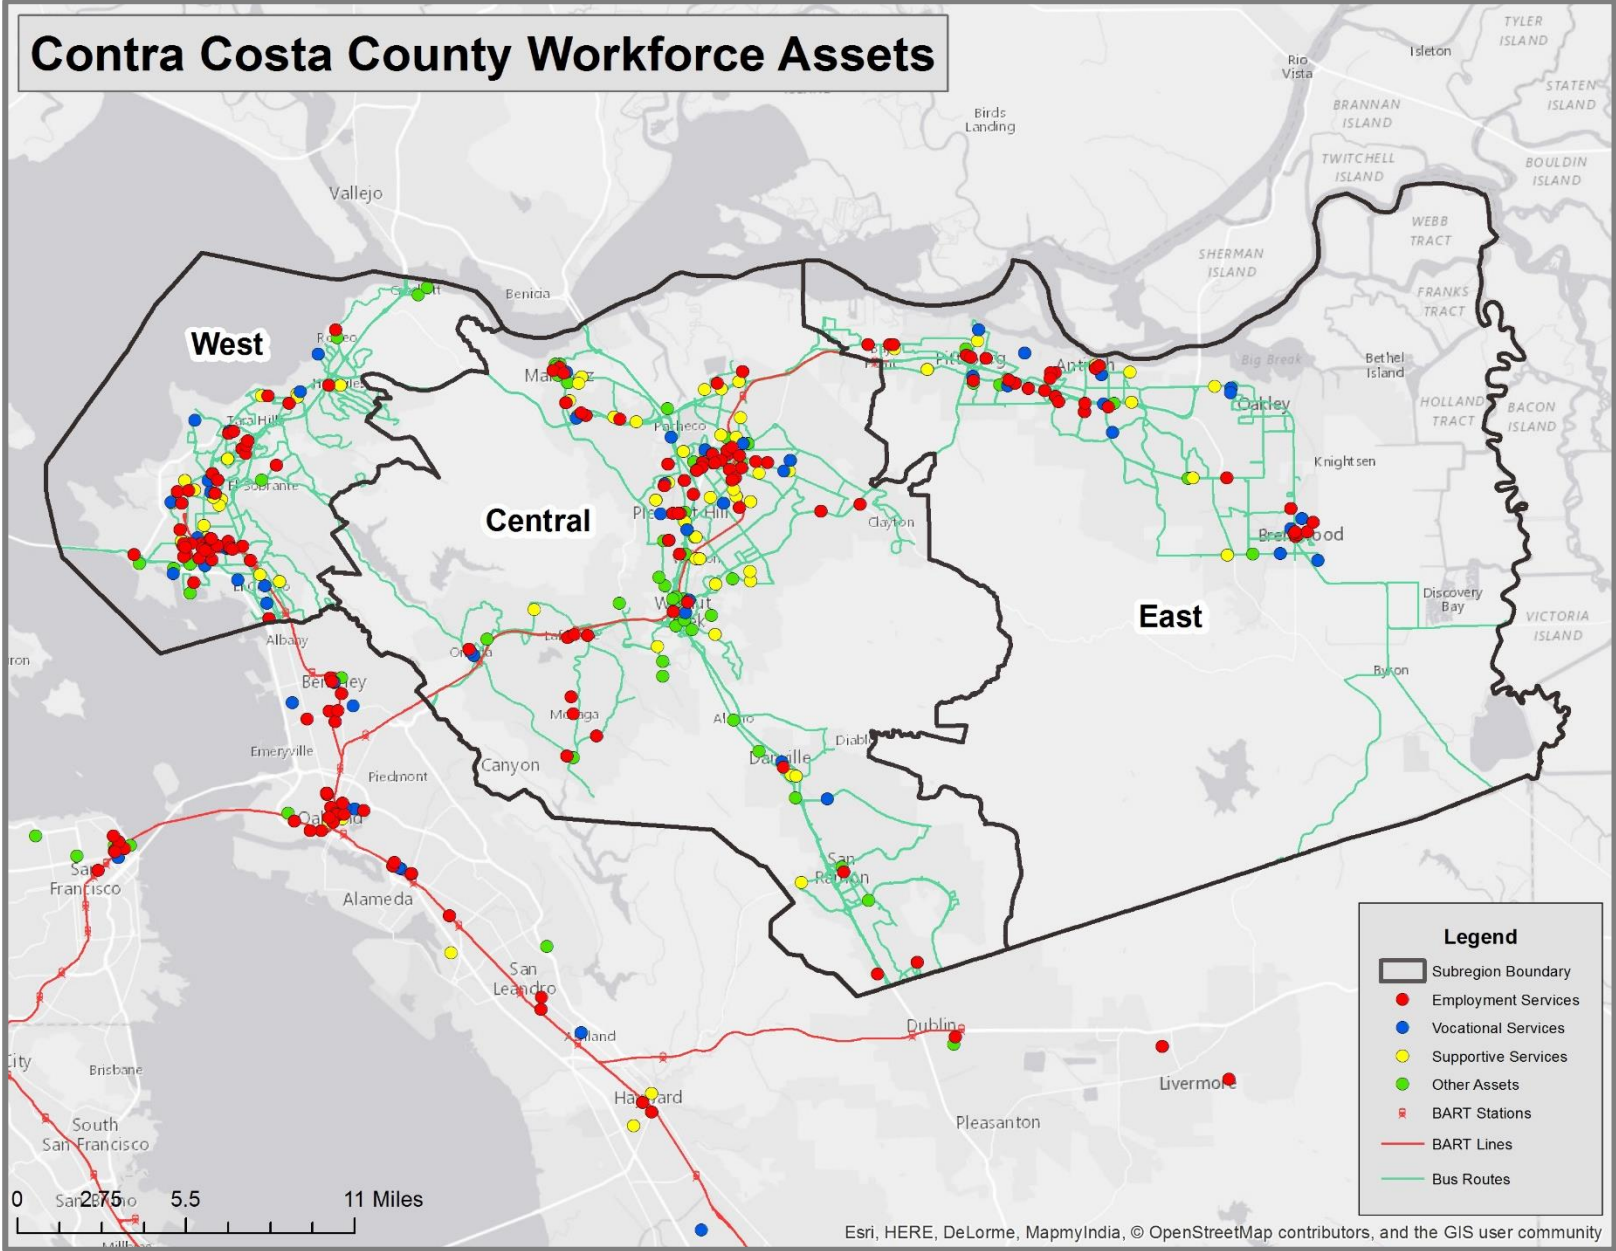 Contra Costa County Workforce Assets
TYLER
ISLAND
Isleton
Rio
Vista
STATEN
ISLAND
BRANNAN
ISLAND
Birds
Landing
TWITCHELL
ISLAND
BOULDIN
ISLAND
Vallejo
WEBB
TRACT
SHERMAN
ISLAND
FRANKS
TRACT
Benicia
West
Big Break
Bethel
Island
HOLLAND
TRACT
BACON
ISLAND
Oakley
Pacheco
Knightsen
Central
Clayton
East
Discovery
Bay
VICTORIA
ISLAND
Albany
Byron
Emeryville
Canyon
Piedmont
San
Francisco
Alameda
San
Leandro
Dublin
Livermore
Pleasanton
Brisbane
South
San Francisco
Legend
Subregion Boundary
Employment Services
Vocational Services
Supportive Services
Other Assets
BART Stations
BART Lines
Bus Routes
0 2.75 5.5 11 Miles
Esri, HERE, DeLorme, MapmyIndia, © OpenStreetMap contributors, and the GIS user community